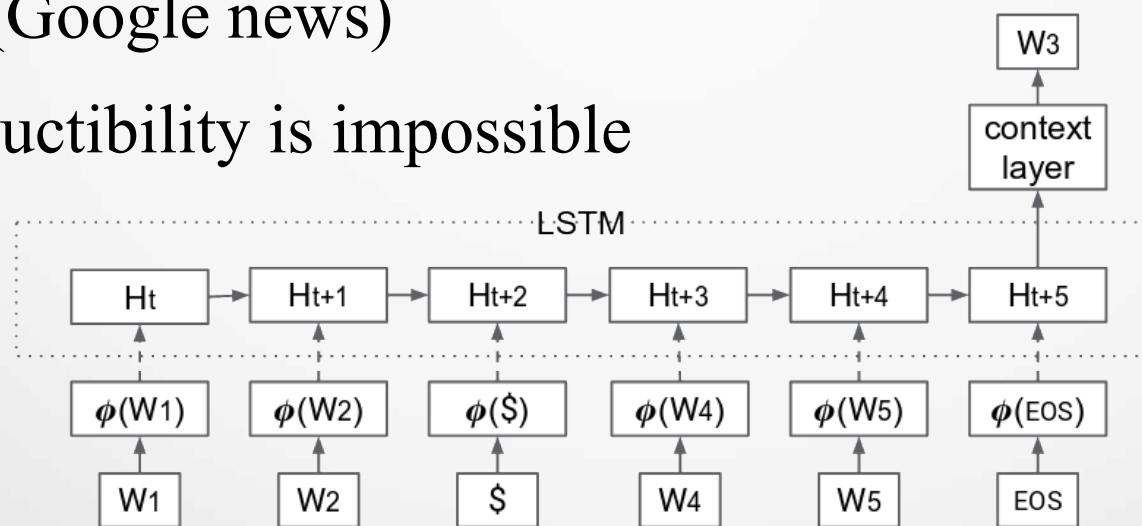 (Google news)
uctibility is impossible
W3
context
layer
LSTM
Ht Ht+1 Ht+2 Ht+3 Ht+4 Ht+5
ϕ(W1) ϕ(W2) ϕ($) ϕ(W4) ϕ(W5) ϕ(EOS)
W1 W2 $ W4 W5 EOS